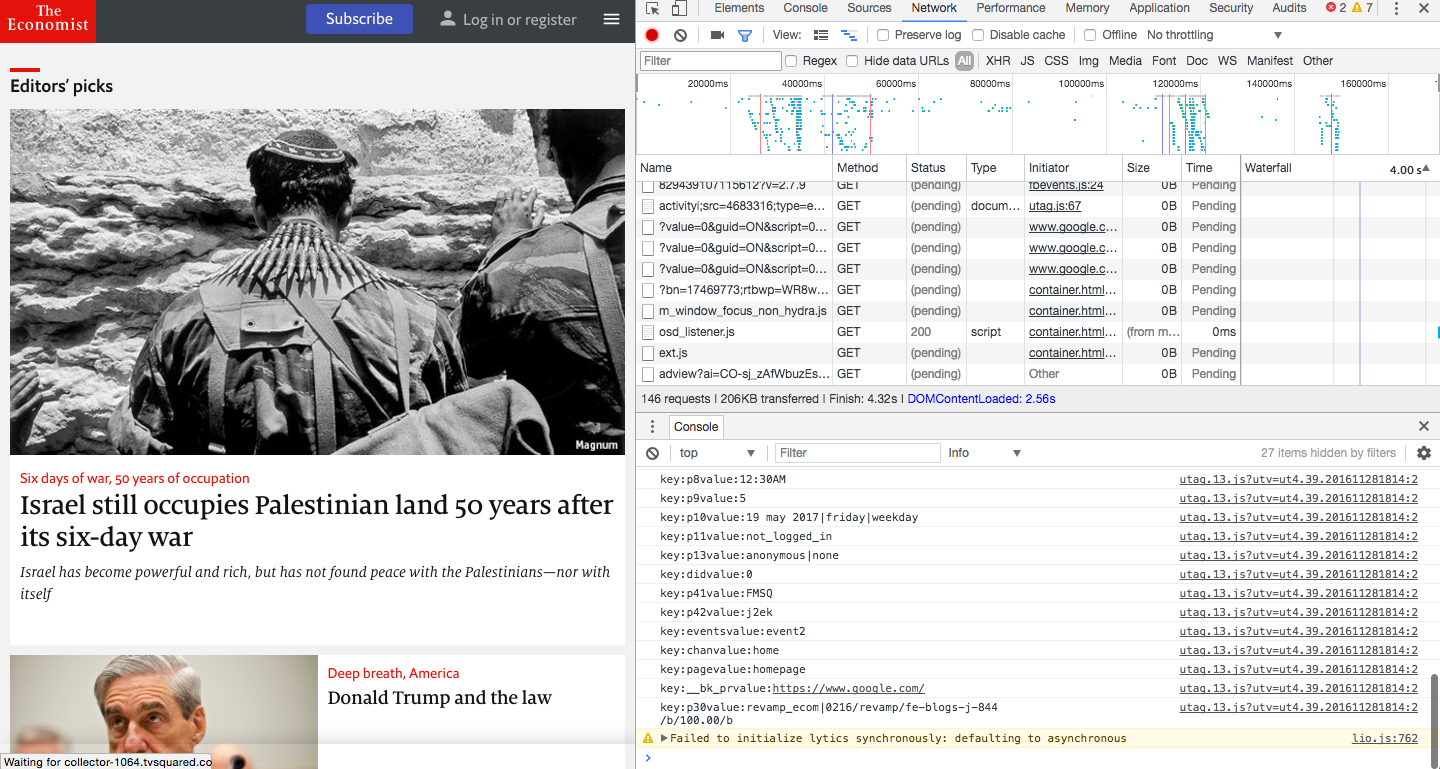 The
Economist
Subscribe
Log in or register
Editors' picks
Magnum
Six days of war, 50 years of occupation
Israel still occupies Palestinian land 50 years after
its six-day war
Israel has become powerful and rich, but has not found peace with the Palestinians—nor with
itself
Deep breath, America
Donald Trump and the law
Waiting for collector-1064.tvsquared.co
Elements Console Sources Network Performance Memory Application Security Audits 2 7
View: Preserve log Disable cache Offline No throttling
Filter Regex Hide data URLs All XHR JS CSS Img Media Font Doc WS Manifest Other
20000ms 40000ms 60000ms 80000ms 100000ms 120000ms 140000ms 160000ms
Name Method Status Type Initiator Size Time Waterfall 4.00 s
829439107115612?v=2.7.9 GET (pending) fbevents.js:24 0B Pending
activityi;src=4683316;type=e... GET (pending) docum... utag.js:67 0B Pending
?value=0&guid=ON&script=0... GET (pending) www.google.c... 0B Pending
?value=0&guid=ON&script=0... GET (pending) www.google.c... 0B Pending
?value=0&guid=ON&script=0... GET (pending) www.google.c... 0B Pending
?bn=17469773;rtbwp=WR8w... GET (pending) container.html... 0B Pending
m_window_focus_non_hydra.js GET (pending) container.html... 0B Pending
osd_listener.js GET 200 script container.html... (from m... 0ms
ext.js GET (pending) container.html... 0B Pending
adview?ai=CO-sj_zAfWbuzEs... GET (pending) Other 0B Pending
146 requests | 206KB transferred | Finish: 4.32s | DOMContentLoaded: 2.56s
Console
top Filter Info 27 items hidden by filters
key:p8value:12:30AM utag.13.js?utv=ut4.39.201611281814:2
key:p9value:5 utag.13.js?utv=ut4.39.201611281814:2
key:p10value:19 may 2017|friday|weekday utag.13.js?utv=ut4.39.201611281814:2
key:p11value:not_logged_in utag.13.js?utv=ut4.39.201611281814:2
key:p13value:anonymous|none utag.13.js?utv=ut4.39.201611281814:2
key:didvalue:0 utag.13.js?utv=ut4.39.201611281814:2
key:p41value:FMSQ utag.13.js?utv=ut4.39.201611281814:2
key:p42value:j2ek utag.13.js?utv=ut4.39.201611281814:2
key:eventsvalue:event2 utag.13.js?utv=ut4.39.201611281814:2
key:chanvalue:home utag.13.js?utv=ut4.39.201611281814:2
key:pagevalue:homepage utag.13.js?utv=ut4.39.201611281814:2
key:__bk_prvalue:https://www.google.com/ utag.13.js?utv=ut4.39.201611281814:2
key:p30value:revamp_ecom|0216/revamp/fe-blogs-j-844 utag.13.js?utv=ut4.39.201611281814:2
/b/100.00/b
Failed to initialize lytics synchronously: defaulting to asynchronous lio.js:762